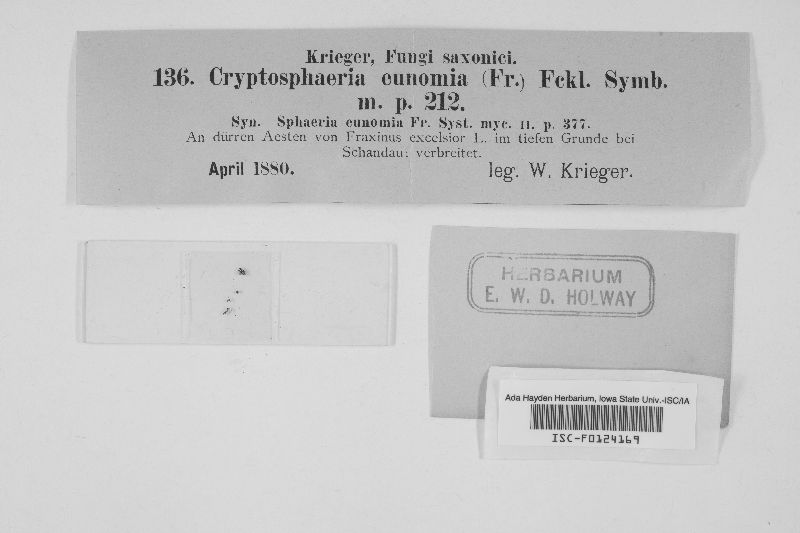 Krieger, Fungi saxonici.
136. Cryptosphaeria eunomia (Fr.) Fckl. Symb.
m. p. 212.
Syn. Sphaeria eunomia Fr. Syst. myc. II. p. 377.
An dürren Aesten von Fraxinus excelsior L. im tiefen Grunde bei
Schandau: verbreitet.
April 1880. leg. W. Krieger.
HERBARIUM
E. W. D. HOLWAY
Ada Hayden Herbarium, Iowa State Univ.-ISC/IA
ISC-F0124169